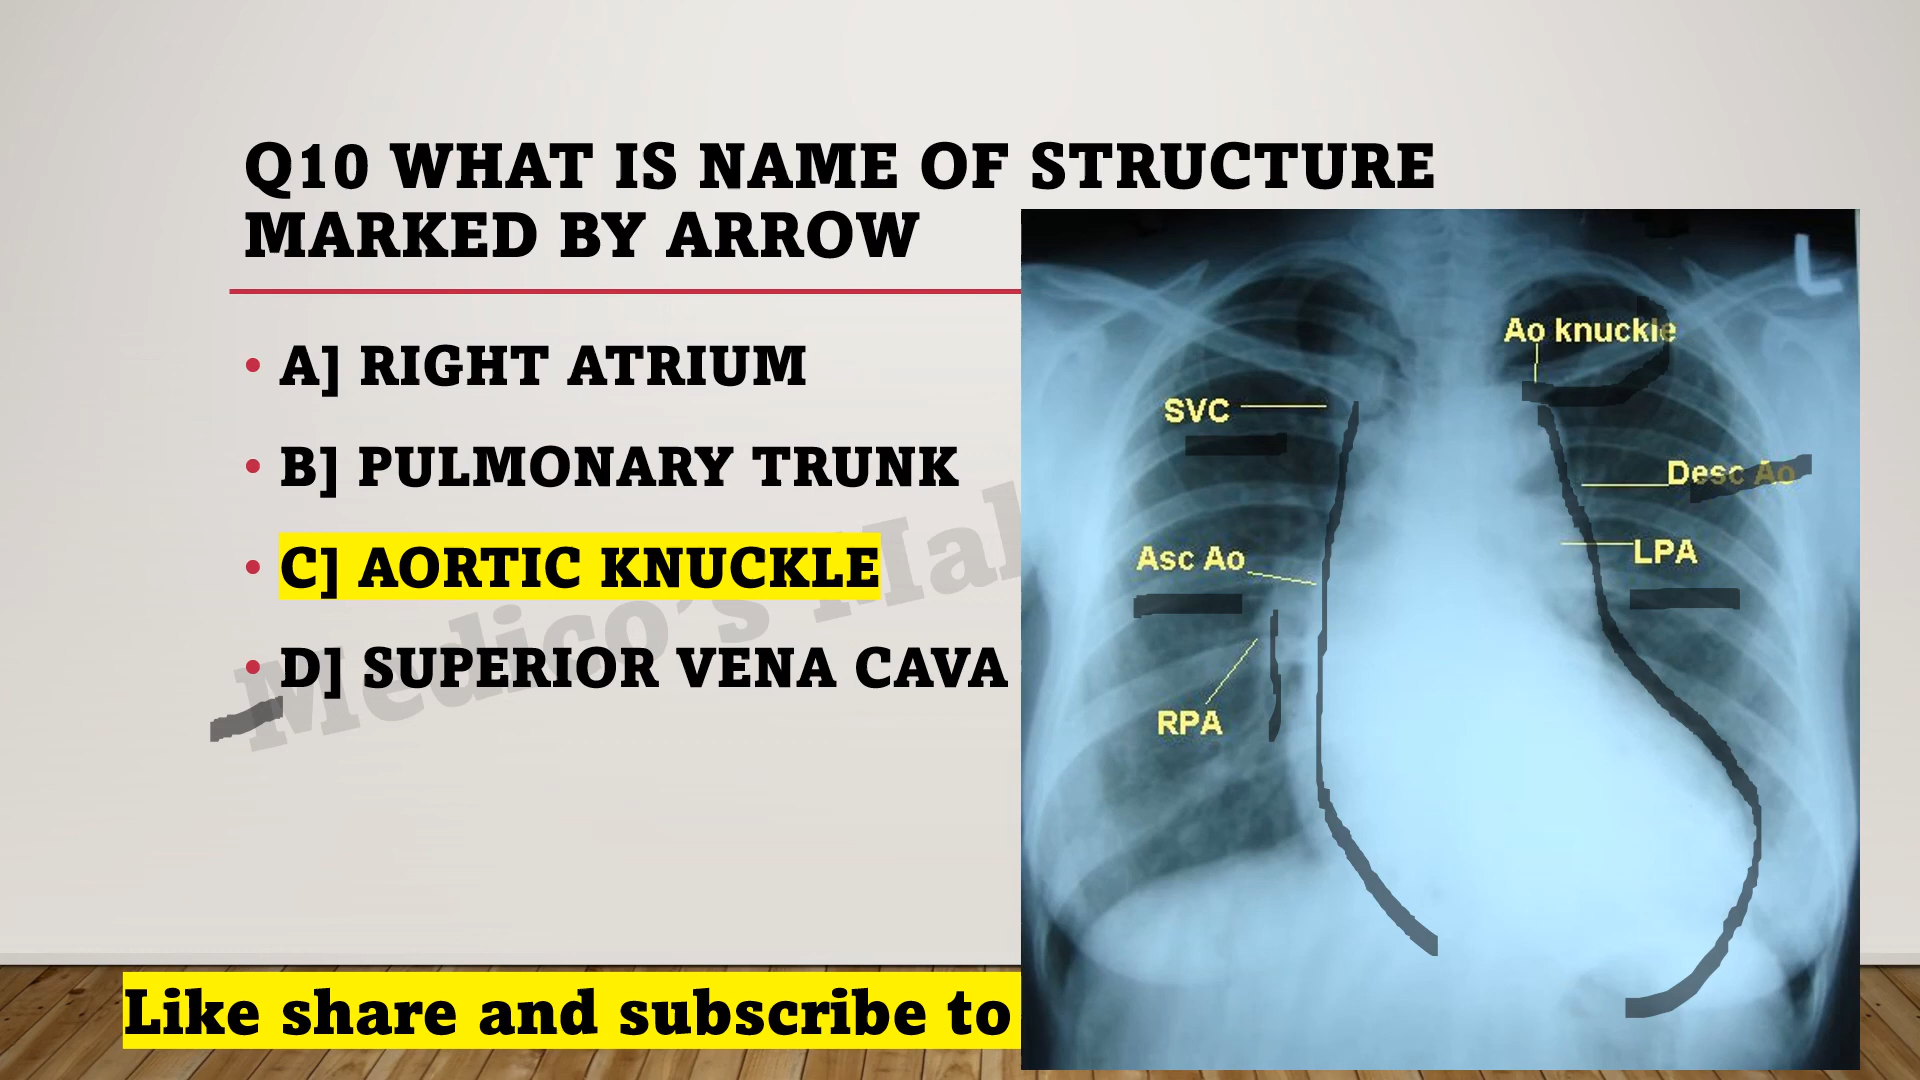 Q10 WHAT IS NAME OF STRUCTURE
MARKED BY ARROW
• A] RIGHT ATRIUM
• B] PULMONARY TRUNK
• C] AORTIC KNUCKLE
• D] SUPERIOR VENA CAVA
Medico's
Like share and subscribe to
L
Ao knuckle
SVC
Desc Ao
Asc Ao
LPA
RPA